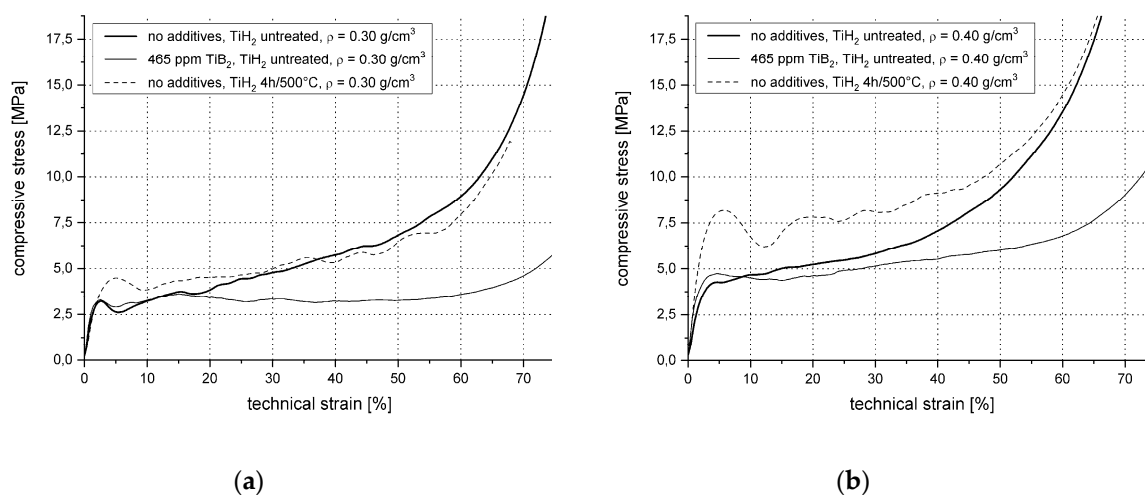 no additives, TiH₂ untreated, ρ = 0.30 g/cm³
465 ppm TiB₂, TiH₂ untreated, ρ = 0.30 g/cm³
no additives, TiH₂ 4h/500°C, ρ = 0.30 g/cm³
17,5
15,0
12,5
10,0
7,5
5,0
2,5
0,0
compressive stress [MPa]
0 10 20 30 40 50 60 70
technical strain [%]
(a)
no additives, TiH₂ untreated, ρ = 0.40 g/cm³
465 ppm TiB₂, TiH₂ untreated, ρ = 0.40 g/cm³
no additives, TiH₂ 4h/500°C, ρ = 0.40 g/cm³
17,5
15,0
12,5
10,0
7,5
5,0
2,5
0,0
compressive stress [MPa]
0 10 20 30 40 50 60 70
technical strain [%]
(b)